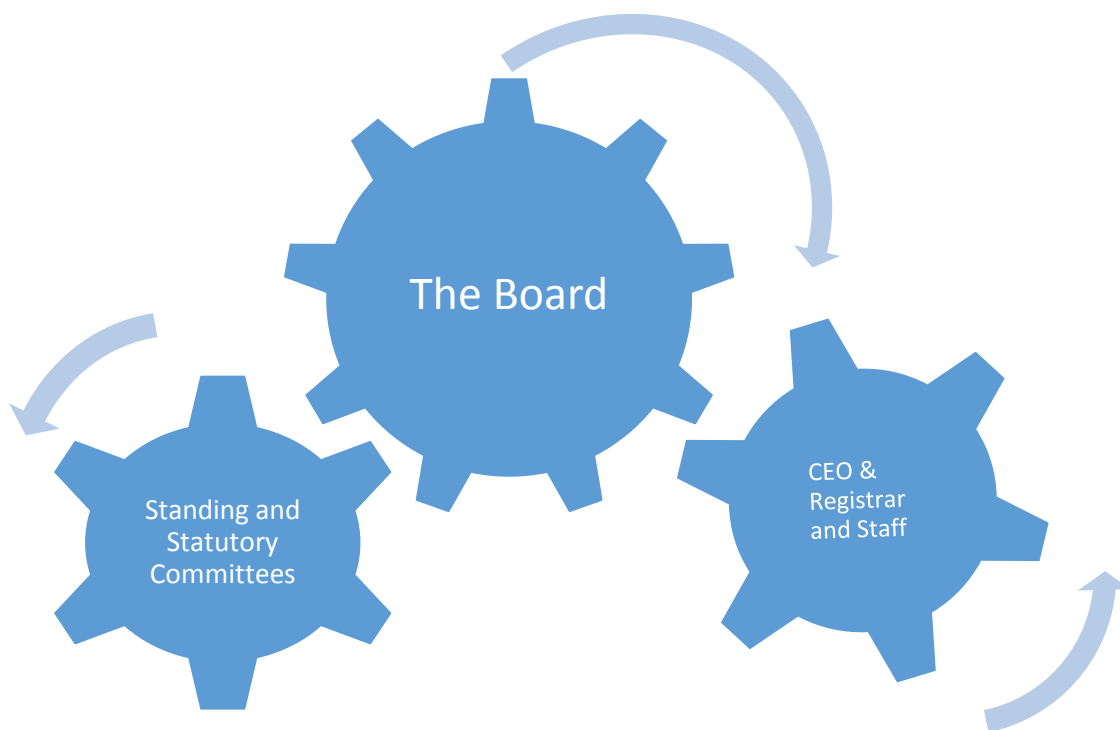 The Board
Standing and
Statutory
Committees
CEO &
Registrar
and Staff